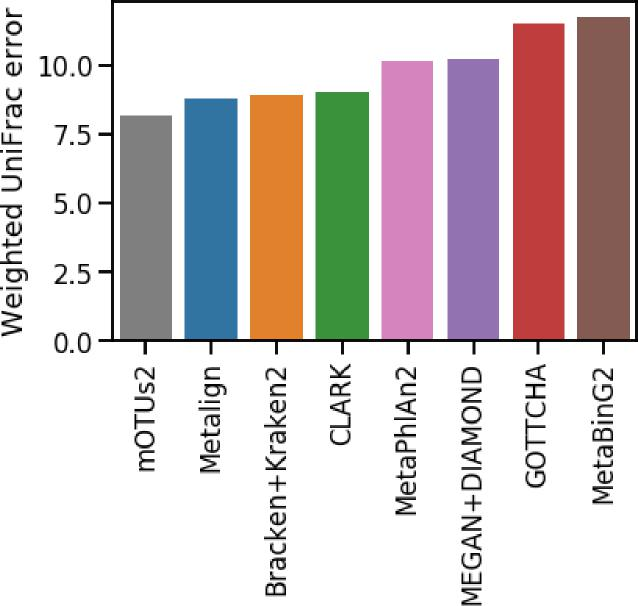 Weighted UniFrac error
10.0
7.5
5.0
2.5
0.0
mOTUs2
Metalign
Bracken+Kraken2
CLARK
MetaPhlAn2
MEGAN+DIAMOND
GOTTCHA
MetaBinG2